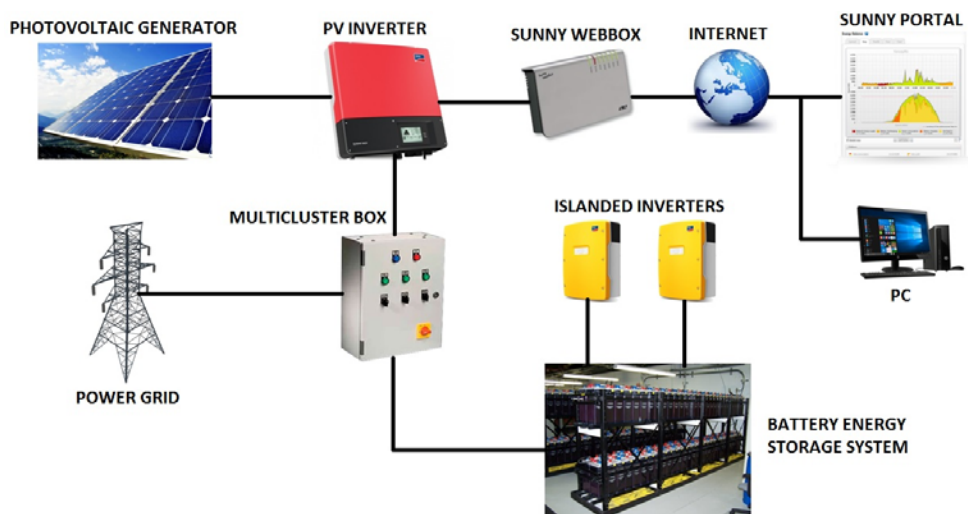 PHOTOVOLTAIC GENERATOR
PV INVERTER
SUNNY WEBBOX
INTERNET
SUNNY PORTAL
MULTICLUSTER BOX
ISLANDED INVERTERS
PC
POWER GRID
BATTERY ENERGY
STORAGE SYSTEM